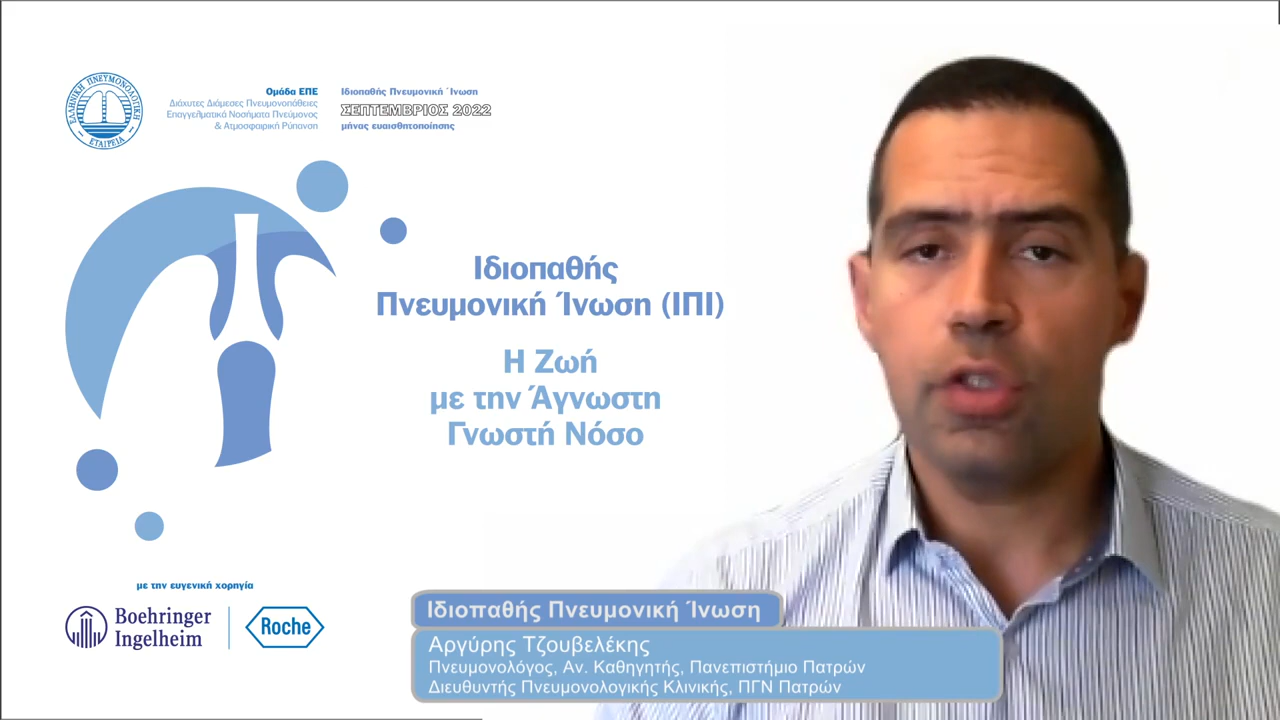 ΕΛΛΗΝΙΚΗ ΠΝΕΥΜΟΝΟΛΟΓΙΚΗ
ΕΤΑΙΡΕΙΑ
Ομάδα ΕΠΕ
Διάχυτες Διάμεσες Πνευμονοπάθειες
Επαγγελματικά Νοσήματα Πνεύμονος
& Ατμοσφαιρική Ρύπανση
Ιδιοπαθής Πνευμονική Ίνωση
ΣΕΠΤΕΜΒΡΙΟΣ 2022
μήνας ευαισθητοποίησης
Ιδιοπαθής
Πνευμονική Ίνωση (ΙΠΙ)
Η Ζωή
με την Άγνωστη
Γνωστή Νόσο
με την ευγενική χορηγία
Boehringer
Ingelheim
Roche
Ιδιοπαθής Πνευμονική Ίνωση
Αργύρης Τζουβελέκης
Πνευμονολόγος, Αν. Καθηγητής, Πανεπιστήμιο Πατρών
Διευθυντής Πνευμονολογικής Κλινικής, ΠΓΝ Πατρών